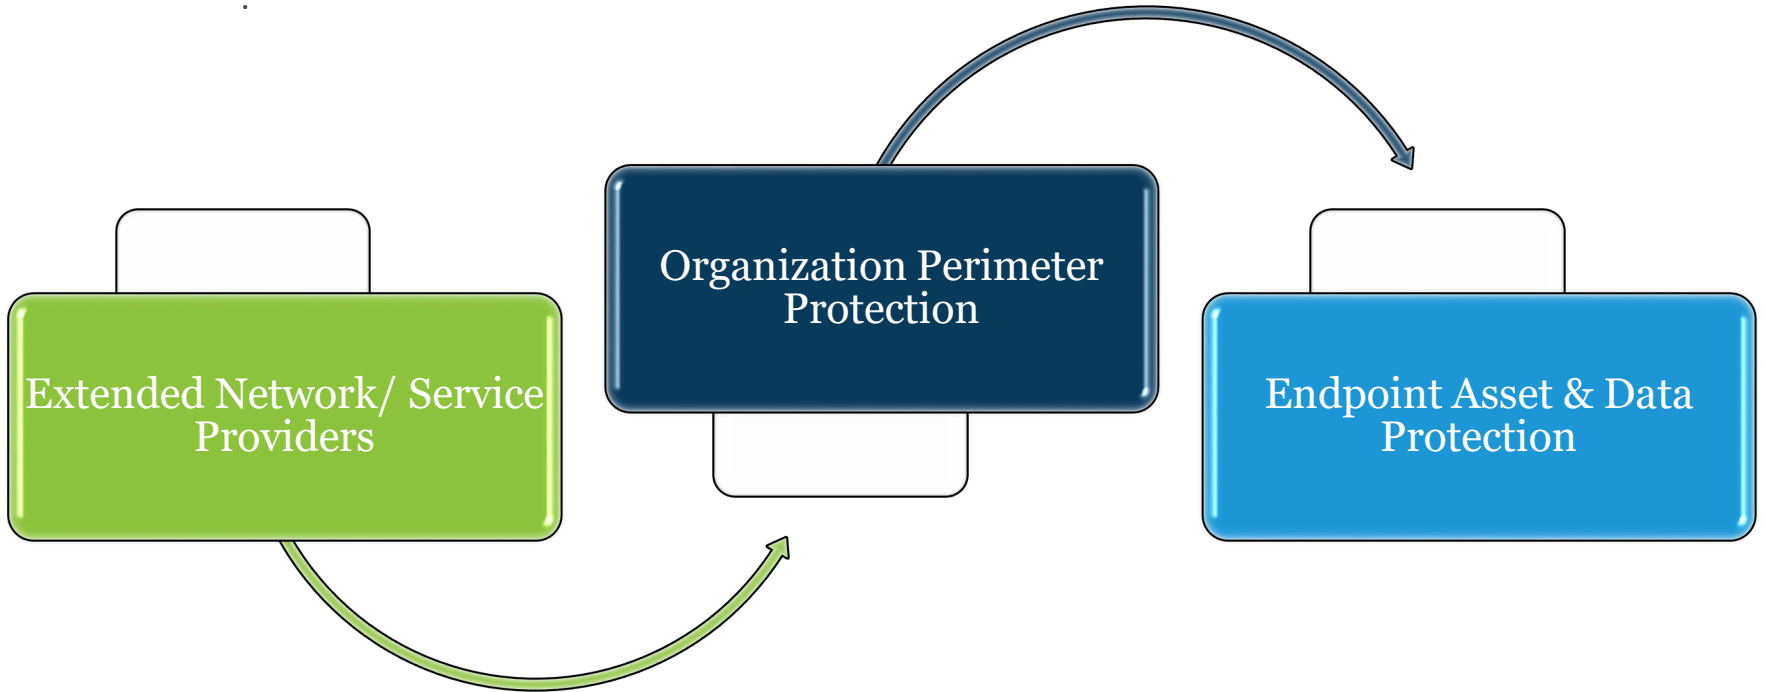 Extended Network/ Service
Providers
Organization Perimeter
Protection
Endpoint Asset & Data
Protection